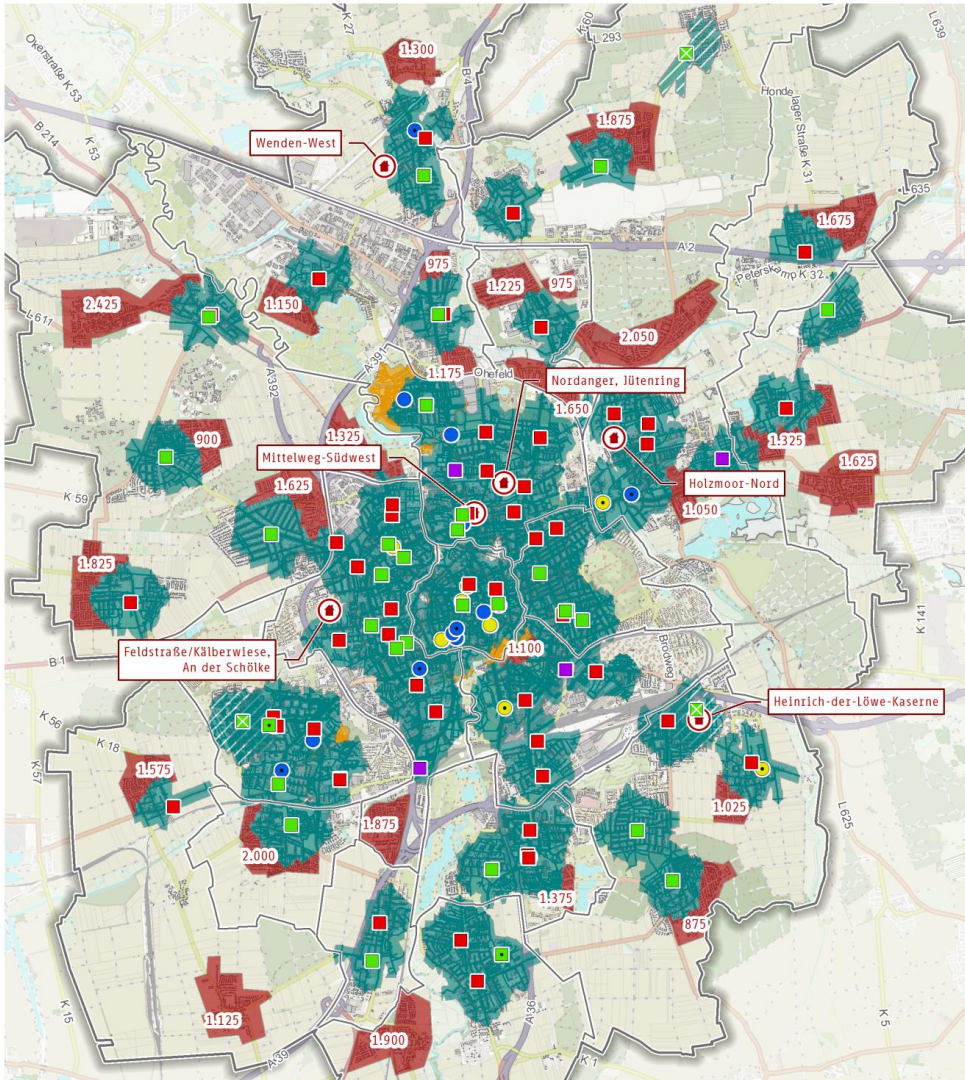 K 27
1.300
K 60
L 293
L 639
Okerstraße K 53
B 4
B 214
K 53
Honde
lager Straße K 31
1.875
Wenden-West
L 635
1.675
A 2
Peterskamp K 32
975
1.225
975
2.425
1.150
2.050
L611
A 391
A 392
1.175
Ohefeld
Nordanger, Jütenring
1.650
1.325
900
Mittelweg-Südwest
1.325
1.625
Holzmoor-Nord
K 59
1.625
1.050
1.825
K 141
B 1
Feldstraße/Kälberwiese,
An der Schölke
1.100
Brodweg
Heinrich-der-Löwe-Kaserne
K 56
K 57
K 18
1.575
1.025
L 625
1.875
2.000
1.375
875
K 15
1.125
A 36
K 5
1.900
A 39
K 1